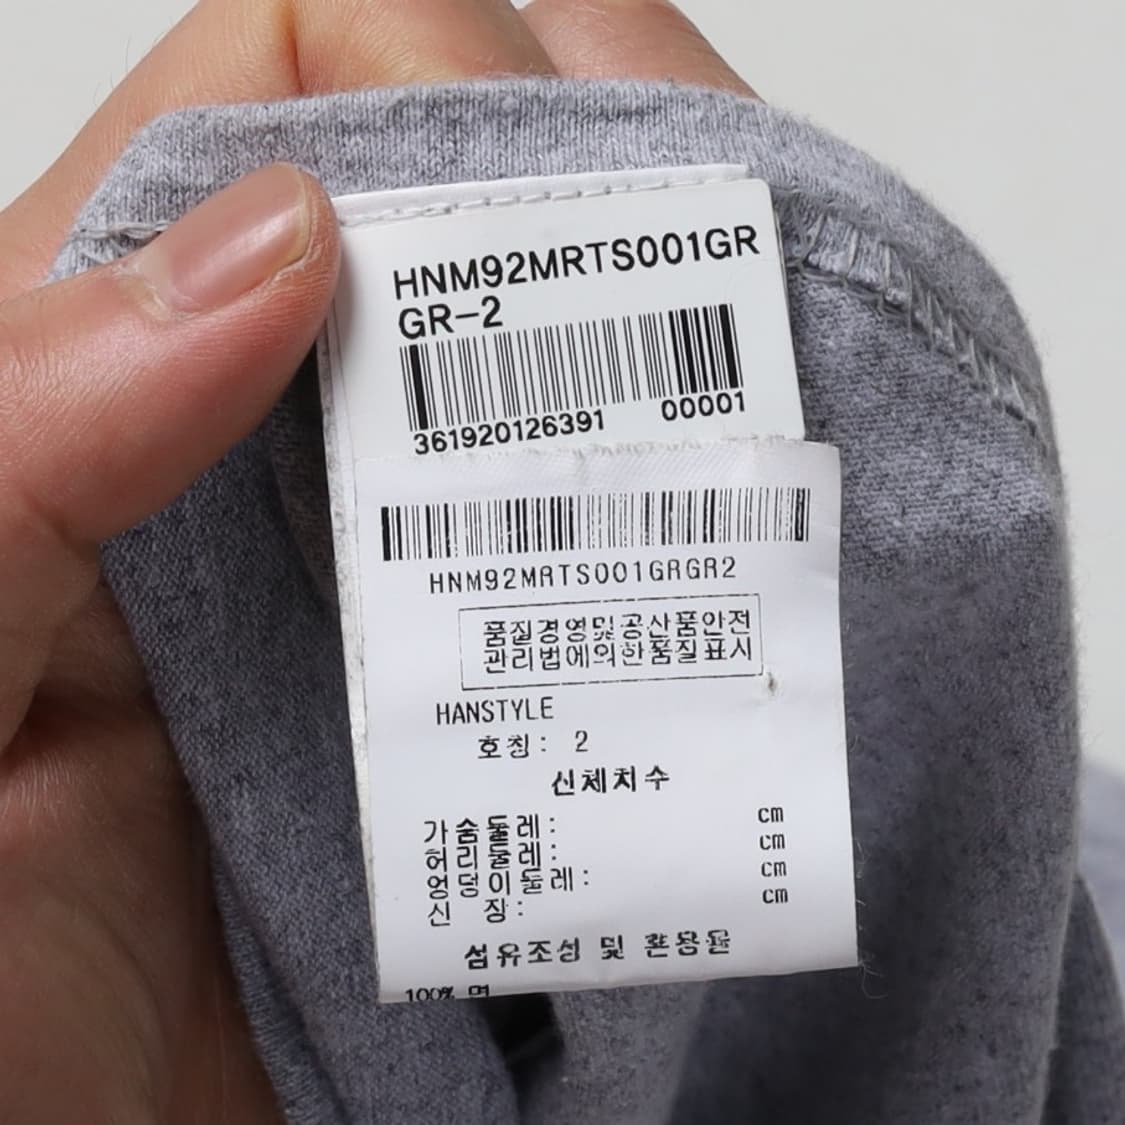 HNM92MRTS001GR
GR-2
361920126391 00001
HNM92MRTS001GRGR2
품질경영및공산품안전
관리법에의한품질표시
HANSTYLE
호칭: 2
신체치수
가슴둘레: cm
허리둘레: cm
엉덩이둘레: cm
신 장: cm
섬유조성 및 혼용율
100% 면